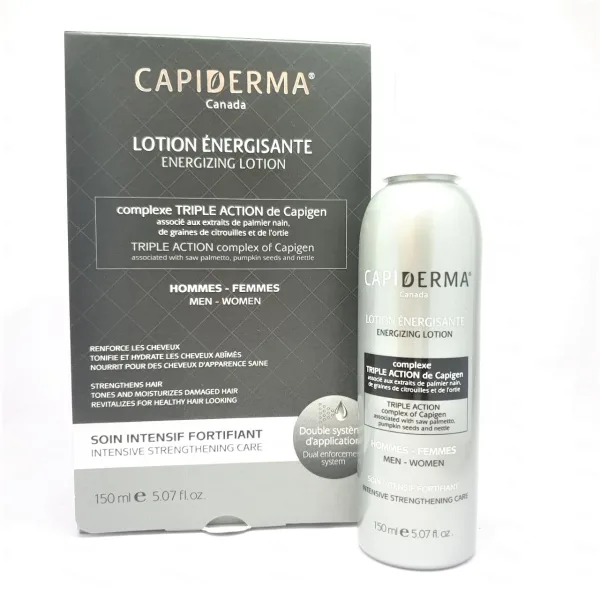 CAPIDERMA®
Canada
LOTION ÉNERGISANTE
ENERGIZING LOTION
complexe TRIPLE ACTION de Capigen
associé aux extraits de palmier nain,
de graines de citrouilles et de l'ortie
TRIPLE ACTION complex of Capigen
associated with saw palmetto, pumpkin seeds and nettle
HOMMES - FEMMES
MEN - WOMEN
RENFORCE LES CHEVEUX
TONIFIE ET HYDRATE LES CHEVEUX ABÎMÉS
NOURRIT POUR DES CHEVEUX D'APPARENCE SAINE
STRENGTHENS HAIR
TONES AND MOISTURIZES DAMAGED HAIR
REVITALIZES FOR HEALTHY HAIR LOOKING
SOIN INTENSIF FORTIFIANT
INTENSIVE STRENGTHENING CARE
Double système
d'application
Dual enforcement
system
150 ml e 5.07 fl. oz.
CAPIDERMA®
Canada
LOTION ÉNERGISANTE
ENERGIZING LOTION
complexe
TRIPLE ACTION de Capigen
associé aux extraits de palmier nain,
de graines de citrouilles et de l'ortie
TRIPLE ACTION
complex of Capigen
associated with saw palmetto,
pumpkin seeds and nettle
HOMMES - FEMMES
MEN - WOMEN
SOIN INTENSIF FORTIFIANT
INTENSIVE STRENGTHENING CARE
150 ml e 5.07 fl. oz.